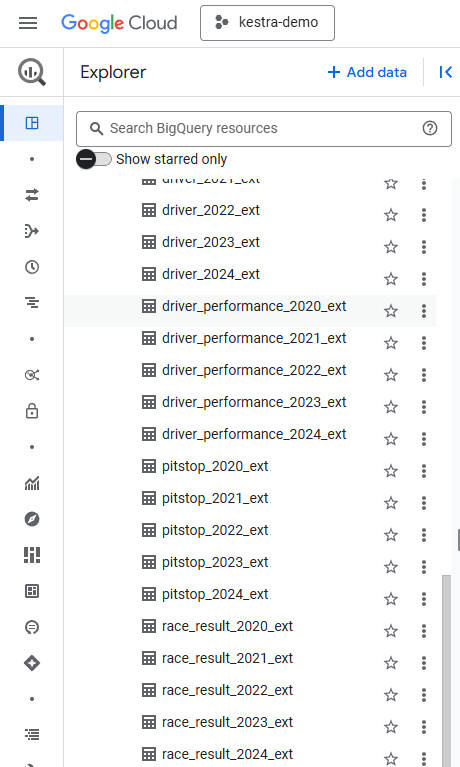 Google Cloud
kestra-demo
Explorer
+ Add data
Search BigQuery resources
Show starred only
driver_2021_ext
driver_2022_ext
driver_2023_ext
driver_2024_ext
driver_performance_2020_ext
driver_performance_2021_ext
driver_performance_2022_ext
driver_performance_2023_ext
driver_performance_2024_ext
pitstop_2020_ext
pitstop_2021_ext
pitstop_2022_ext
pitstop_2023_ext
pitstop_2024_ext
race_result_2020_ext
race_result_2021_ext
race_result_2022_ext
race_result_2023_ext
race_result_2024_ext